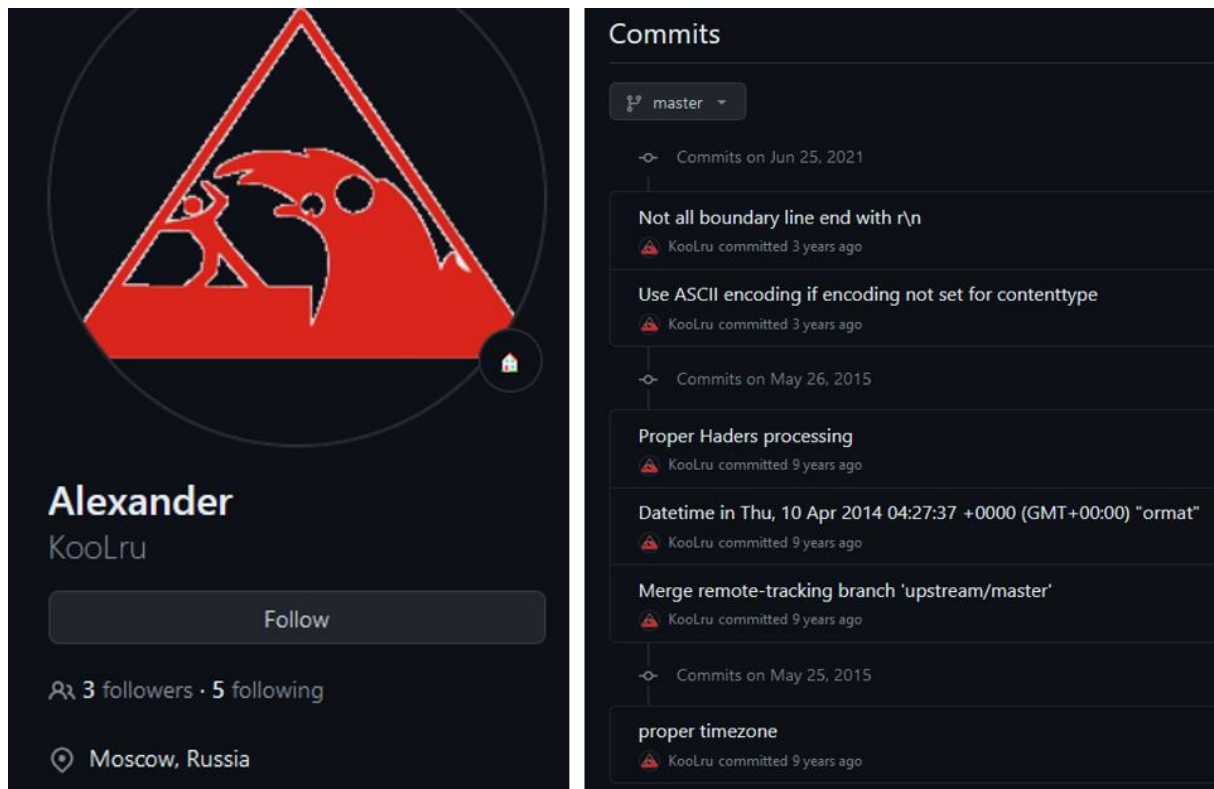 Alexander
KooLru
Follow
3 followers · 5 following
Moscow, Russia
Commits
master
Commits on Jun 25, 2021
Not all boundary line end with r\n
KooLru committed 3 years ago
Use ASCII encoding if encoding not set for contenttype
KooLru committed 3 years ago
Commits on May 26, 2015
Proper Haders processing
KooLru committed 9 years ago
Datetime in Thu, 10 Apr 2014 04:27:37 +0000 (GMT+00:00) "ormat"
KooLru committed 9 years ago
Merge remote-tracking branch 'upstream/master'
KooLru committed 9 years ago
Commits on May 25, 2015
proper timezone
KooLru committed 9 years ago